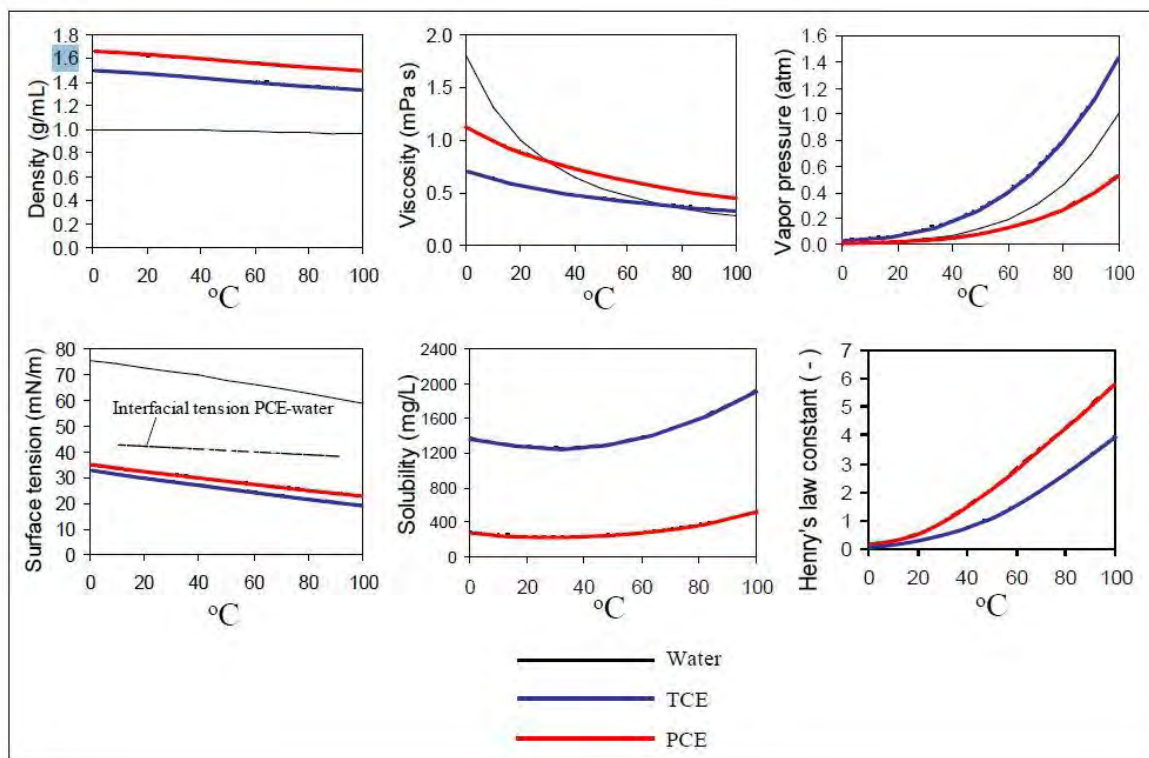 Density (g/mL)
1.8
1.6
1.4
1.2
1.0
0.8
0.6
0.4
0.2
0.0
0 20 40 60 80 100
°C
Viscosity (mPa s)
2.0
1.5
1.0
0.5
0.0
0 20 40 60 80 100
°C
Vapor pressure (atm)
1.6
1.4
1.2
1.0
0.8
0.6
0.4
0.2
0.0
0 20 40 60 80 100
°C
Surface tension (mN/m)
80
70
60
50
40
30
20
10
0
Interfacial tension PCE-water
0 20 40 60 80 100
°C
Solubility (mg/L)
2400
2000
1600
1200
800
400
0
0 20 40 60 80 100
°C
Henry's law constant ( - )
7
6
5
4
3
2
1
0
0 20 40 60 80 100
°C
Water
TCE
PCE